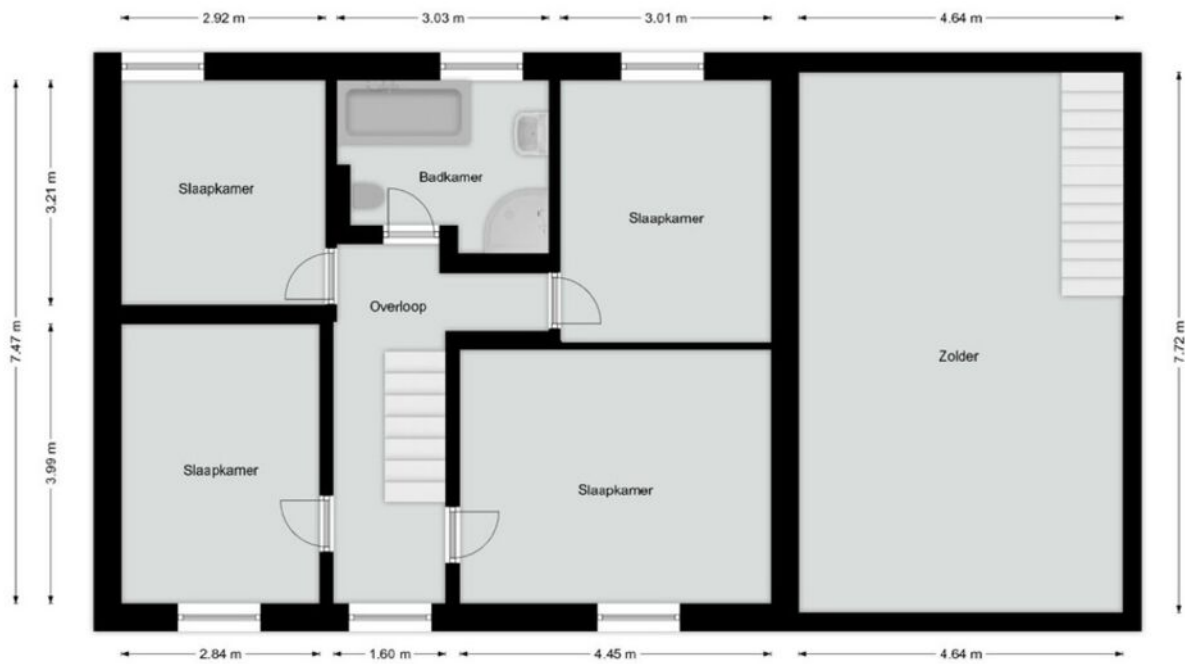 2.92 m
3.03 m
3.01 m
4.64 m
7.47 m
3.21 m
3.99 m
Slaapkamer
Badkamer
Slaapkamer
Overloop
Zolder
Slaapkamer
Slaapkamer
7.72 m
2.84 m
1.60 m
4.45 m
4.64 m